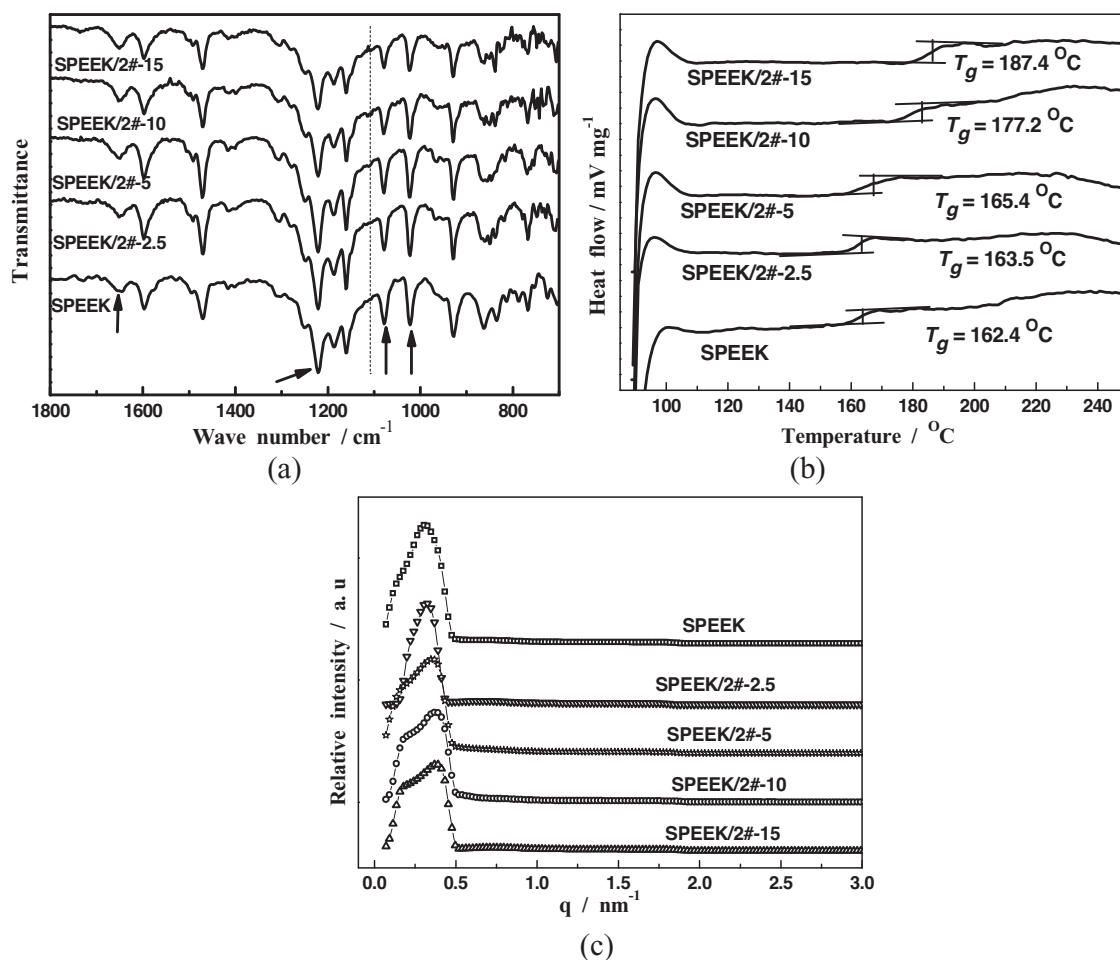 SPEEK/2#-15
SPEEK/2#-10
SPEEK/2#-5
SPEEK/2#-2.5
SPEEK
Transmittance
1800 1600 1400 1200 1000 800
Wave number / cm-1
(a)
SPEEK/2#-15
Tg = 187.4 OC
SPEEK/2#-10
Tg = 177.2 OC
SPEEK/2#-5
Tg = 165.4 OC
SPEEK/2#-2.5
Tg = 163.5 OC
SPEEK
Tg = 162.4 OC
Heat flow / mV mg-1
100 120 140 160 180 200 220 240
Temperature / OC
(b)
SPEEK
SPEEK/2#-2.5
SPEEK/2#-5
SPEEK/2#-10
SPEEK/2#-15
Relative intensity / a. u
0.0 0.5 1.0 1.5 2.0 2.5 3.0
q / nm-1
(c)